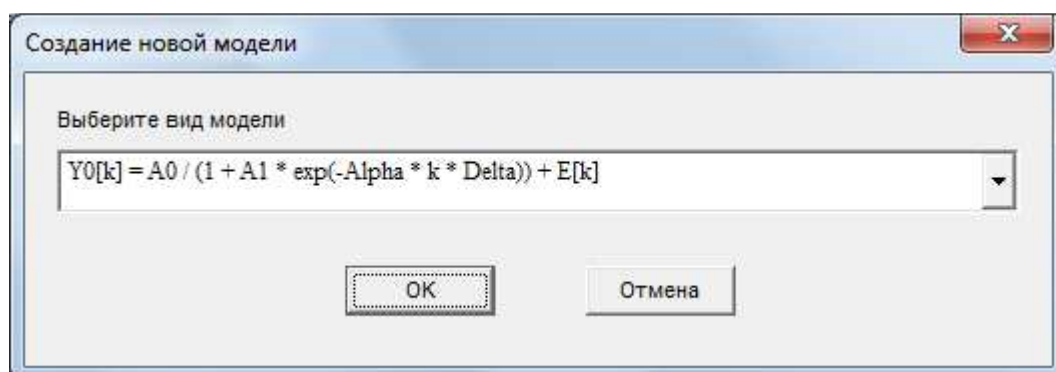 Создание новой модели
Выберите вид модели
Y0[k] = A0 / (1 + A1 * exp(-Alpha * k * Delta)) + E[k]
OK Отмена